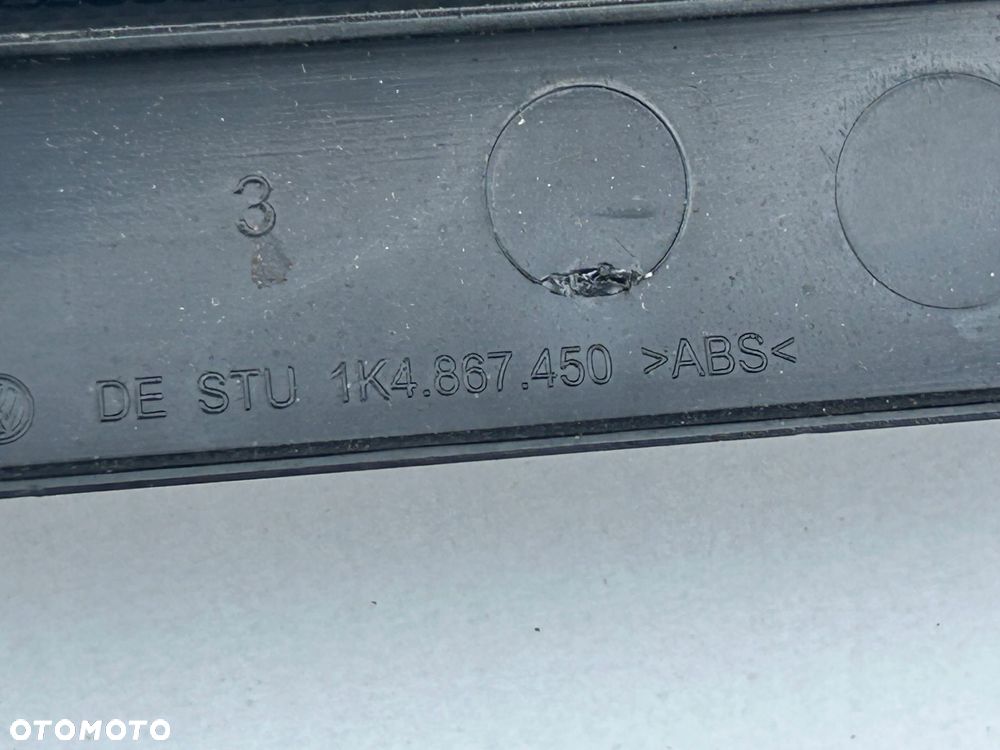 3
DE STU 1K4.867.450 >ABS<
OTOMOTO